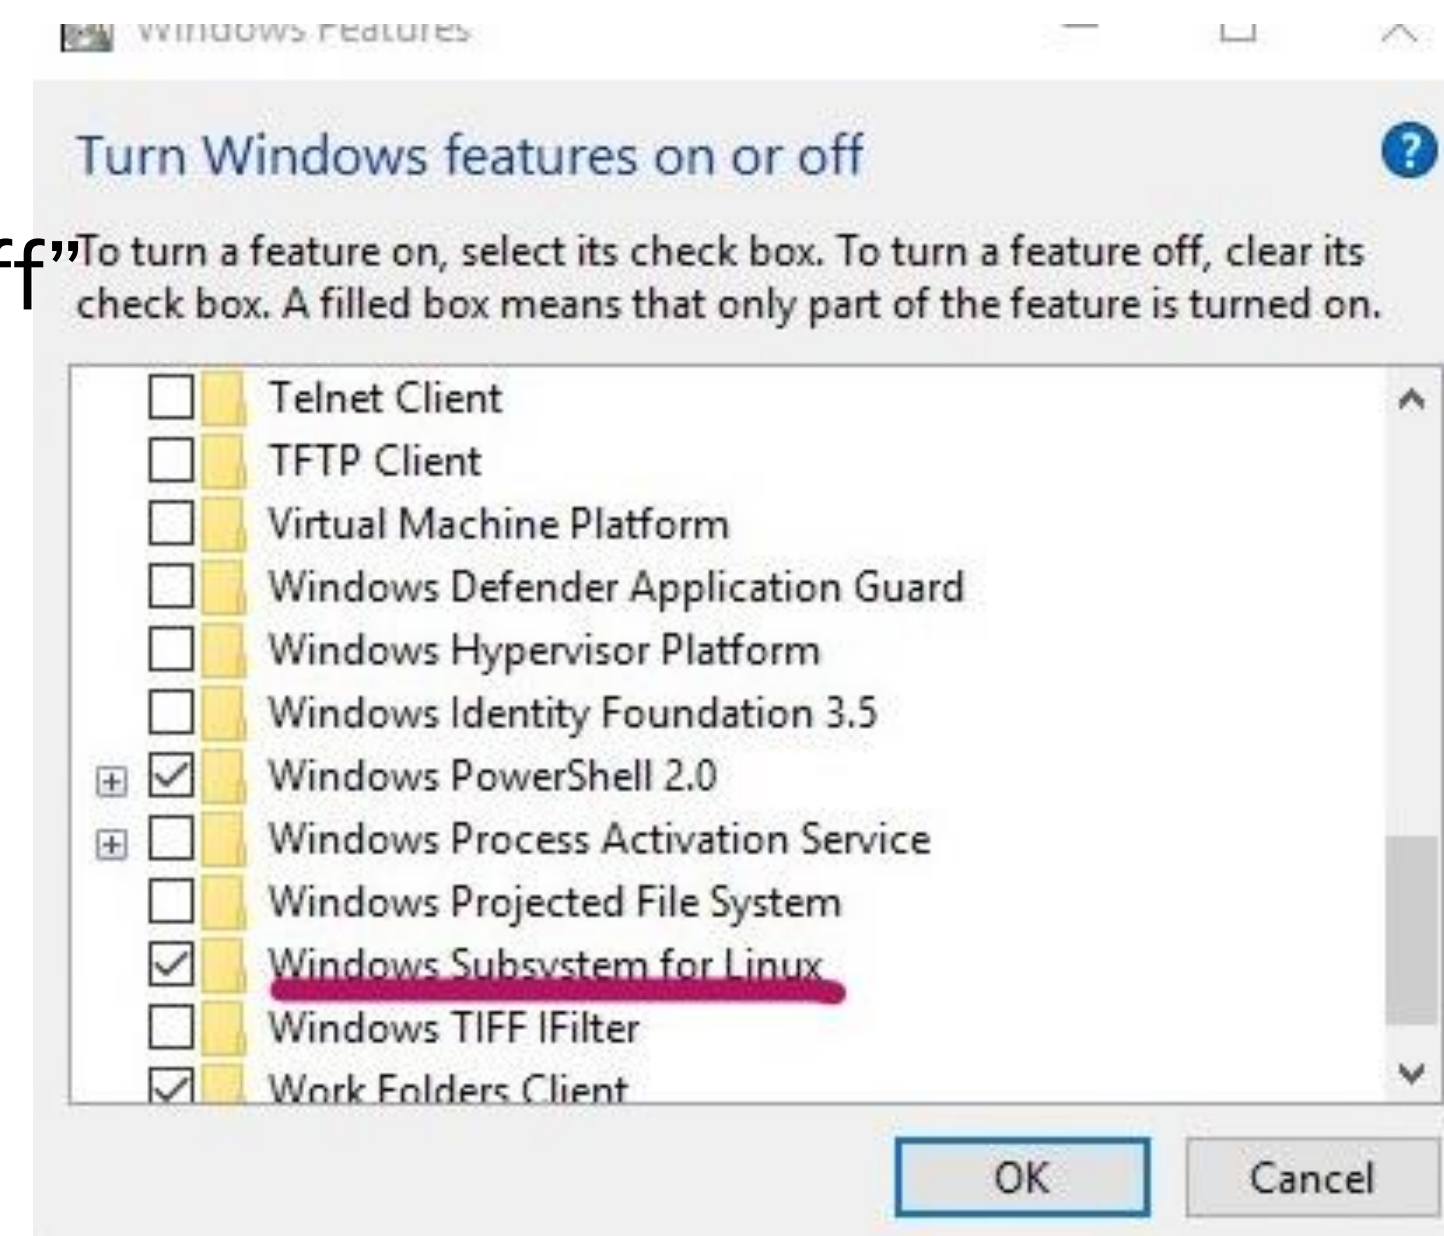 Windows Features
Turn Windows features on or off
ff”
To turn a feature on, select its check box. To turn a feature off, clear its
check box. A filled box means that only part of the feature is turned on.
Telnet Client
TFTP Client
Virtual Machine Platform
Windows Defender Application Guard
Windows Hypervisor Platform
Windows Identity Foundation 3.5
Windows PowerShell 2.0
Windows Process Activation Service
Windows Projected File System
Windows Subsystem for Linux
Windows TIFF IFilter
Work Folders Client
OK Cancel